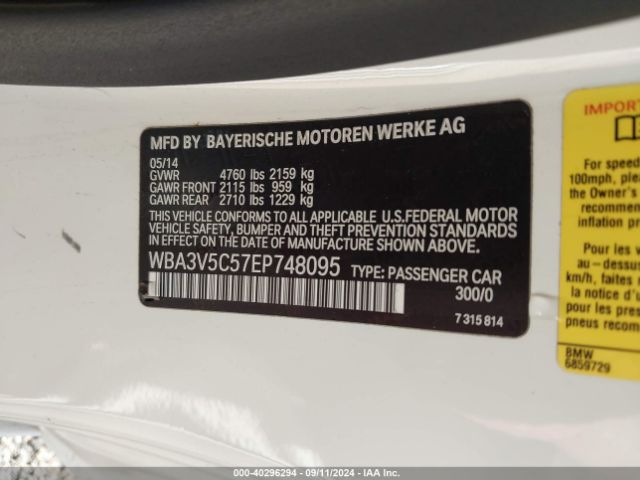 MFD BY BAYERISCHE MOTOREN WERKE AG
05/14
GVWR 4760 lbs 2159 kg
GAWR FRONT 2115 lbs 959 kg
GAWR REAR 2710 lbs 1229 kg
THIS VEHICLE CONFORMS TO ALL APPLICABLE U.S.FEDERAL MOTOR
VEHICLE SAFETY, BUMPER AND THEFT PREVENTION STANDARDS
IN EFFECT ON THE DATE OF MANUFACTURE SHOWN ABOVE.
WBA3V5C57EP748095 TYPE: PASSENGER CAR
300/0
7 315 814
IMPORT
For speed
100mph, plea
the Owner's
recommen
inflation pr
Pour les v
au-dessus
km/h, faites
la notice d'
les pres
pneus recom
BMW
6859729
000-40296294 - 09/11/2024 - IAA Inc.